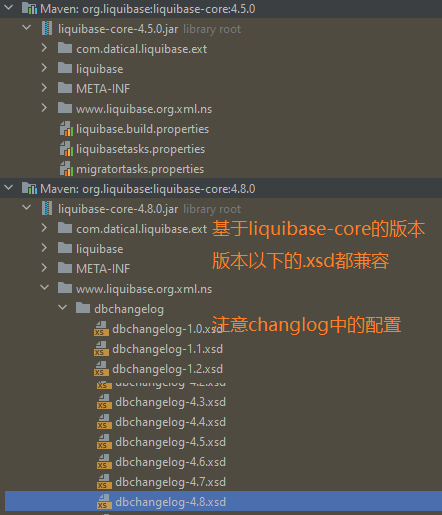 Maven: org.liquibase:liquibase-core:4.5.0
liquibase-core-4.5.0.jar library root
com.datical.liquibase.ext
liquibase
META-INF
www.liquibase.org.xml.ns
liquibase.build.properties
liquibasetasks.properties
migratortasks.properties
Maven: org.liquibase:liquibase-core:4.8.0
liquibase-core-4.8.0.jar library root
com.datical.liquibase.ext
基于liquibase-core的版本
liquibase
版本以下的.xsd都兼容
META-INF
www.liquibase.org.xml.ns
dbchangelog
注意changlog中的配置
dbchangelog-1.0.xsd
dbchangelog-1.1.xsd
dbchangelog-1.2.xsd
dbchangelog-4.2.xsd
dbchangelog-4.3.xsd
dbchangelog-4.4.xsd
dbchangelog-4.5.xsd
dbchangelog-4.6.xsd
dbchangelog-4.7.xsd
dbchangelog-4.8.xsd